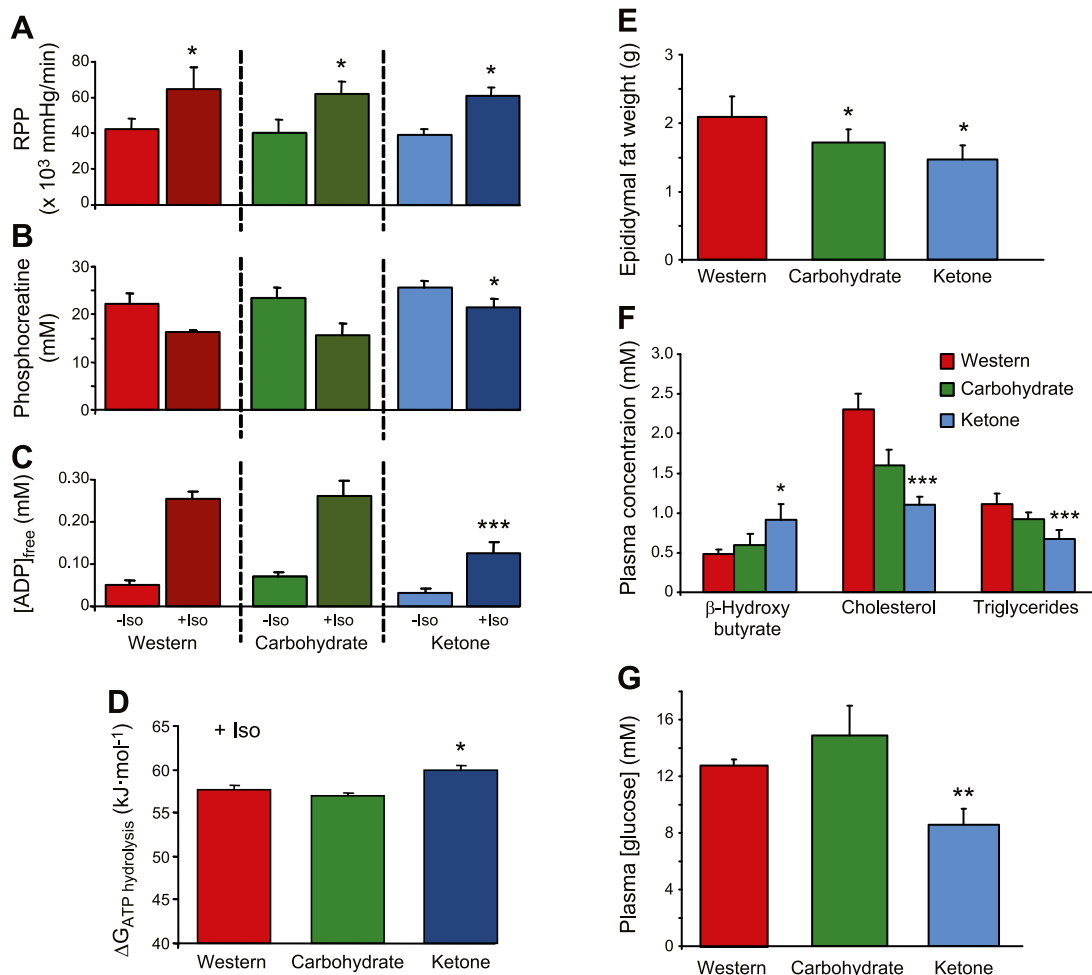 A
RPP
(x 10³ mmHg/min)
80
60
40
20
0
* * *
B
Phosphocreatine
(mM)
30
20
10
0
*
C
[ADP]free (mM)
0.30
0.20
0.10
0
***
-Iso +Iso -Iso +Iso -Iso +Iso
Western Carbohydrate Ketone
D
ΔGATP hydrolysis (kJ·mol⁻¹)
65
60
55
50
45
40
+ Iso
*
Western Carbohydrate Ketone
E
Epididymal fat weight (g)
3
2
1
0
* *
Western Carbohydrate Ketone
F
Plasma concentraion (mM)
3.0
2.5
2.0
1.5
1.0
0.5
0
Western
Carbohydrate
Ketone
* *** ***
β-Hydroxy
butyrate
Cholesterol Triglycerides
G
Plasma [glucose] (mM)
16
12
8
4
0
**
Western Carbohydrate Ketone